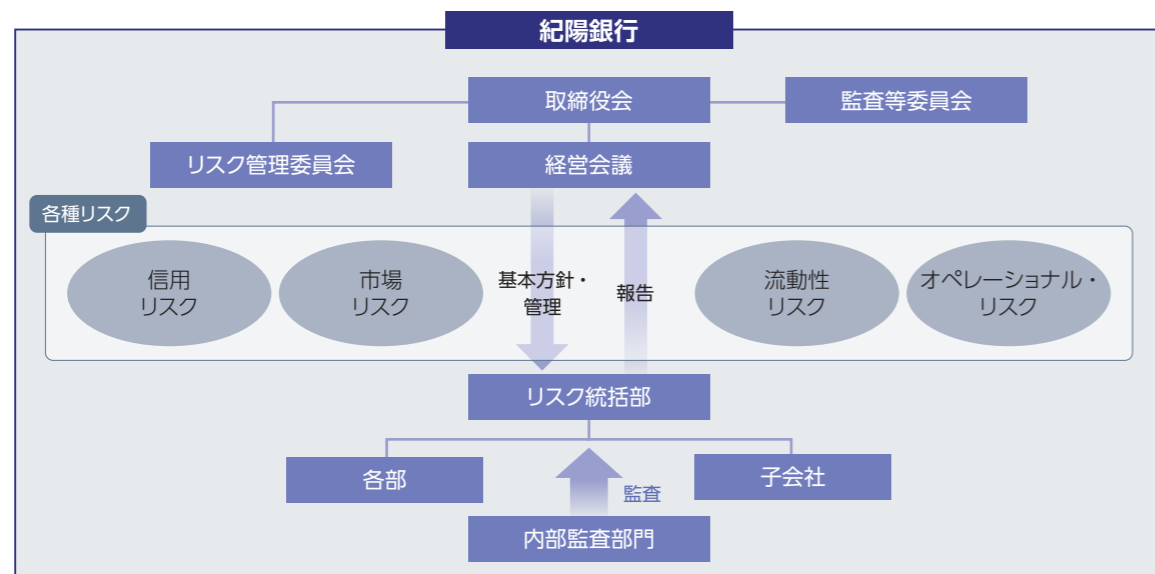 紀陽銀行
取締役会
監査等委員会
リスク管理委員会
経営会議
各種リスク
信用
リスク
市場
リスク
基本方針・
管理
報告
流動性
リスク
オペレーショナル・
リスク
リスク統括部
各部
子会社
監査
内部監査部門